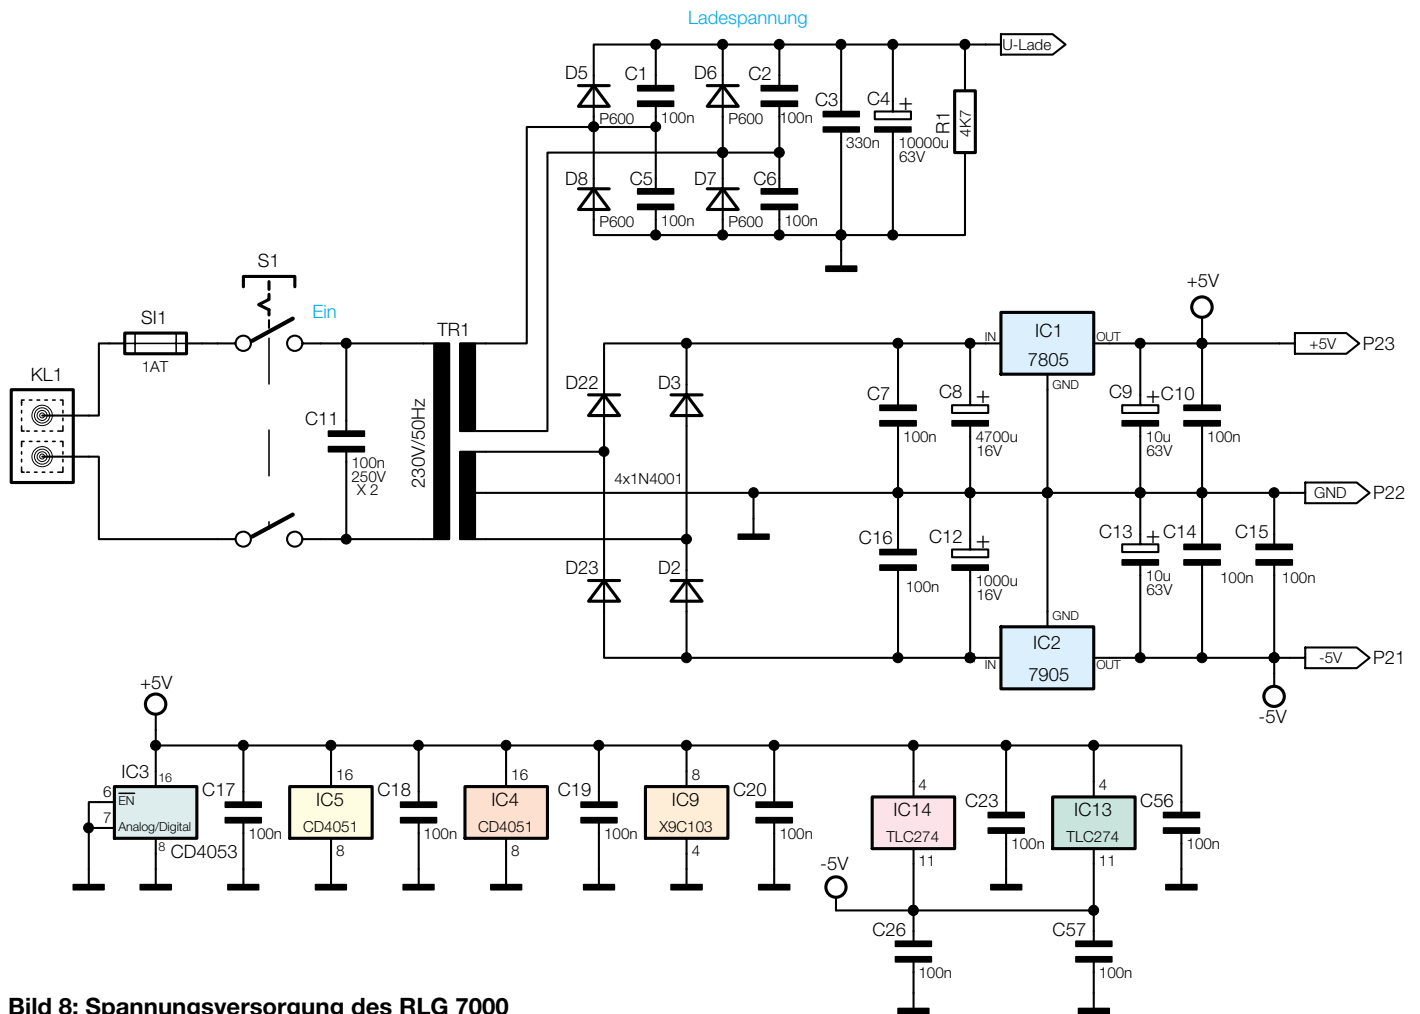 Ladespannung
U-Lade
D5
C1
D6
C2
P600
100n
P600
100n
C3
330n
C4
+
10000u
63V
R1
4K7
D8
C5
D7
C6
P600
100n
P600
100n
S1
Ein
SI1
1AT
KL1
C11
100n
250V
X 2
TR1
230V/50Hz
D22
D3
4x1N4001
D23
D2
C7
100n
C8
+
4700u
16V
IN
IC1
7805
OUT
GND
C9
+
10u
63V
C10
100n
+5V
+5V
P23
GND
P22
C16
100n
C12
+
1000u
16V
GND
IN
IC2
7905
OUT
C13
+
10u
63V
C14
100n
C15
100n
-5V
P21
-5V
+5V
IC3
16
6
EN
7
Analog/Digital
8
CD4053
C17
100n
16
IC5
CD4051
8
C18
100n
16
IC4
CD4051
8
C19
100n
8
IC9
X9C103
4
C20
100n
4
IC14
TLC274
11
C23
100n
4
IC13
TLC274
11
C56
100n
-5V
C26
100n
C57
100n
Bild 8: Spannungsversorgung des RLG 7000